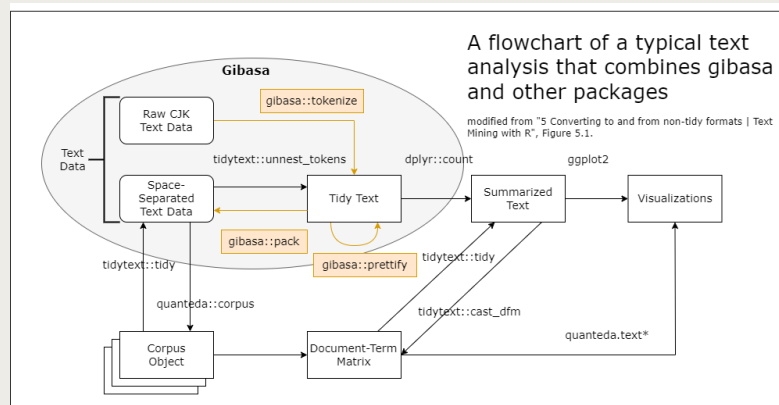 A flowchart of a typical text
analysis that combines gibasa
and other packages
modified from "5 Converting to and from non-tidy formats | Text
Mining with R", Figure 5.1.
Gibasa
gibasa::tokenize
Raw CJK
Text Data
Text
Data
tidytext::unnest_tokens
dplyr::count
ggplot2
Space-
Separated
Text Data
Tidy Text
Summarized
Text
Visualizations
gibasa::pack
gibasa::prettify
tidytext::tidy
tidytext::tidy
quanteda::corpus
tidytext::cast_dfm
quanteda.text*
Corpus
Object
Document-Term
Matrix